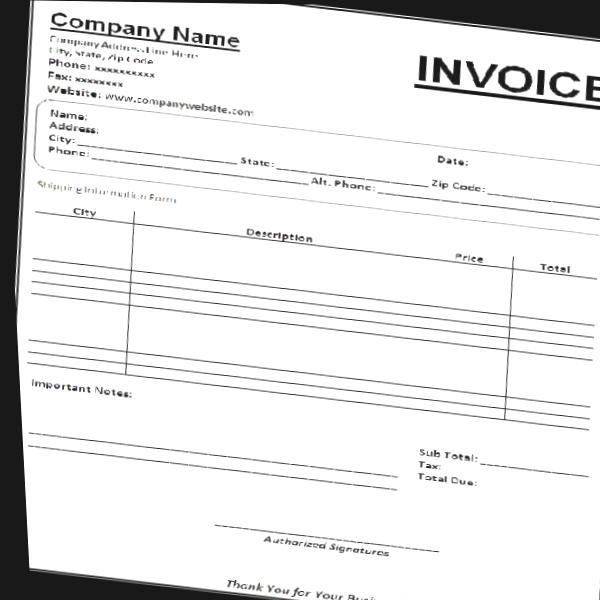 Company Name
INVOICE
Company Address Line Here
City, State, Zip Code
Phone: xxxxxxxxxx
Fax: xxxxxxxx
Website: www.companywebsite.com
Name:
Date:
Address:
City: State: Zip Code:
Phone: Alt. Phone:
Shipping Information Form
City Description Price Total
Important Notes:
Sub Total:
Tax:
Total Due:
Authorized Signatures
Thank You for Your